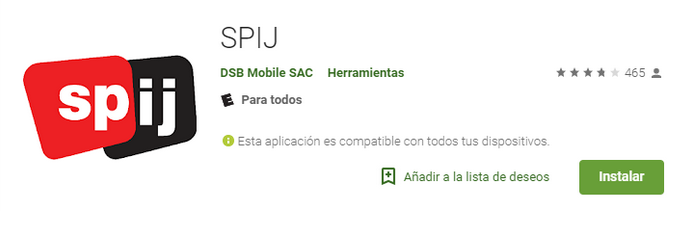 SPIJ
spij
DSB Mobile SAC Herramientas
465
E Para todos
Esta aplicación es compatible con todos tus dispositivos.
Añadir a la lista de deseos
Instalar